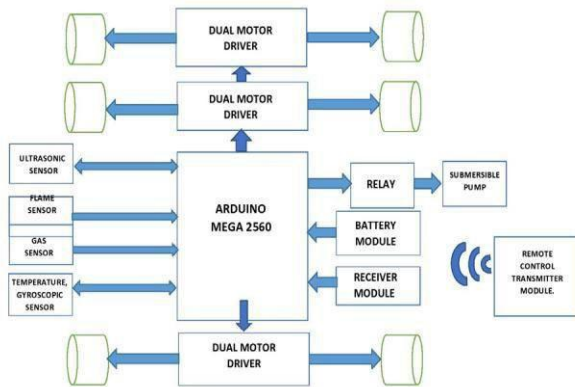 DUAL MOTOR
DRIVER
DUAL MOTOR
DRIVER
ULTRASONIC
SENSOR
FLAME
SENSOR
GAS
SENSOR
TEMPERATURE,
GYROSCOPIC
SENSOR
ARDUINO
MEGA 2560
RELAY
SUBMERSIBLE
PUMP
BATTERY
MODULE
RECEIVER
MODULE
REMOTE
CONTROL
TRANSMITTER
MODULE.
DUAL MOTOR
DRIVER